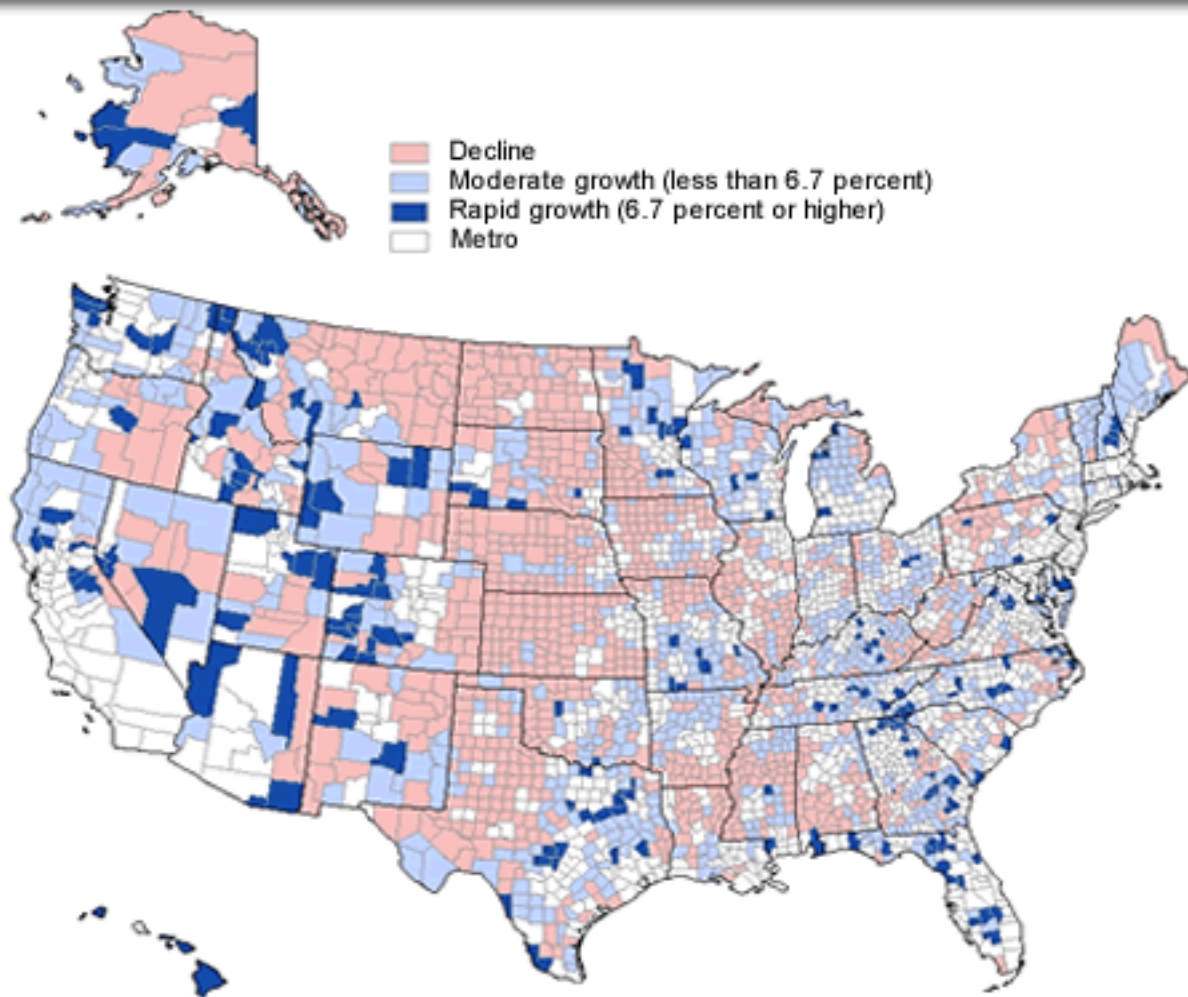 Decline
Moderate growth (less than 6.7 percent)
Rapid growth (6.7 percent or higher)
Metro